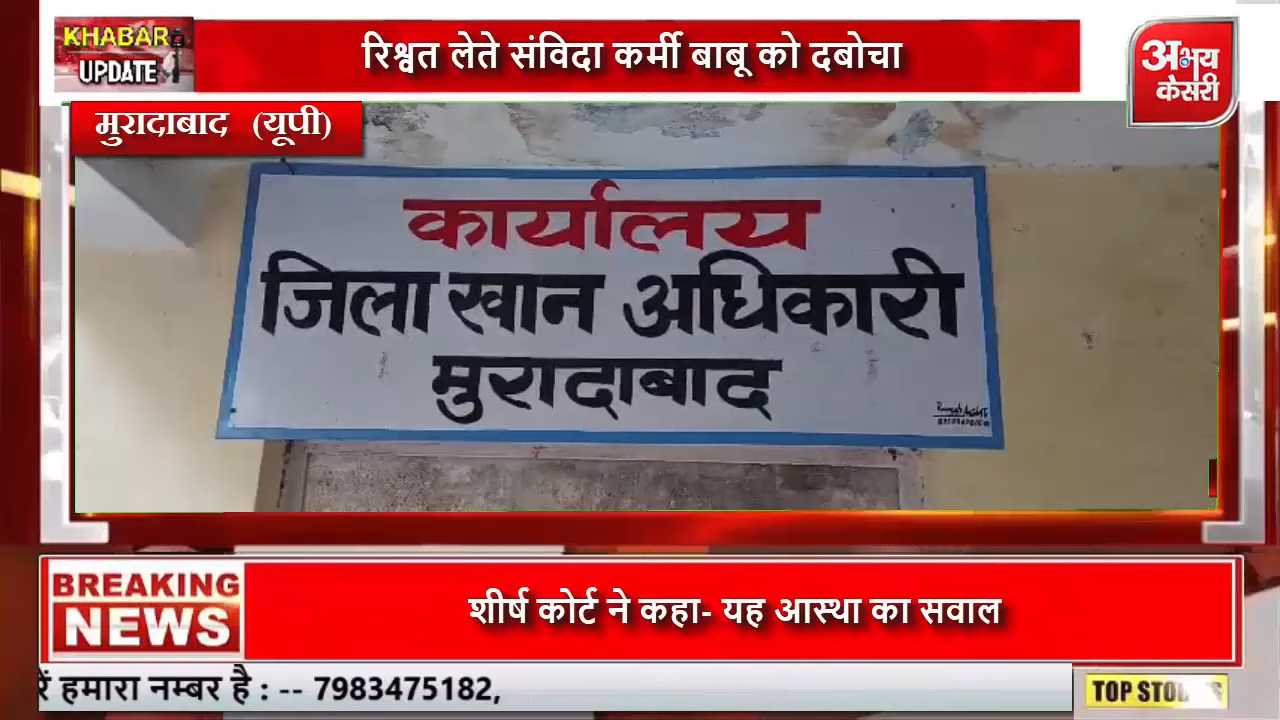 KHABAR
UPDATE
रिश्वत लेते संविदा कर्मी बाबू को दबोचा
अभय
केसरी
मुरादाबाद (यूपी)
कार्यालय
जिला खान अधिकारी
मुरादाबाद
BREAKING
NEWS
शीर्ष कोर्ट ने कहा- यह आस्था का सवाल
रें हमारा नम्बर है : -- 7983475182,
TOP